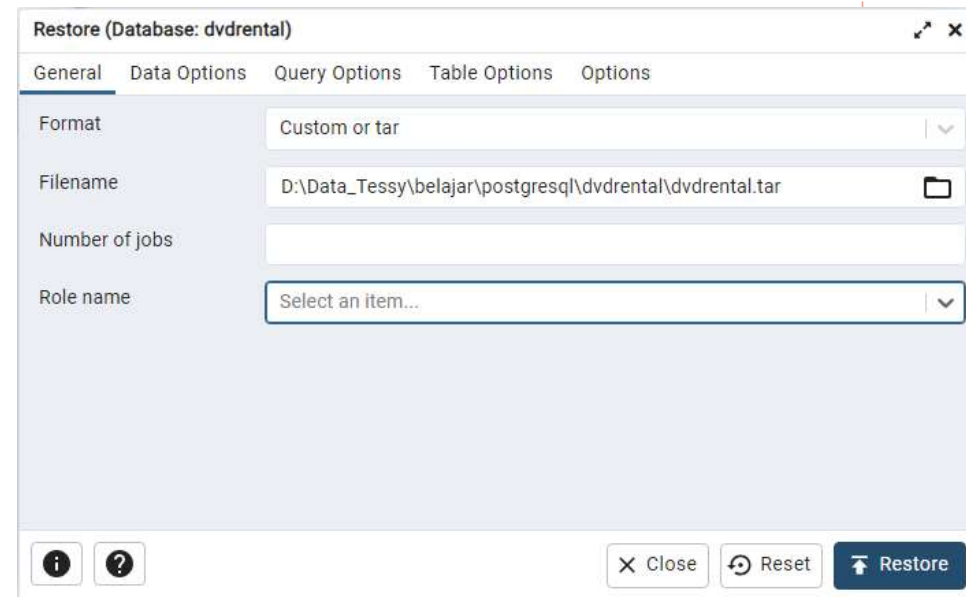 Restore (Database: dvdrental)
General Data Options Query Options Table Options Options
Format Custom or tar
Filename D:\Data_Tessy\belajar\postgresql\dvdrental\dvdrental.tar
Number of jobs
Role name Select an item...
Close Reset Restore